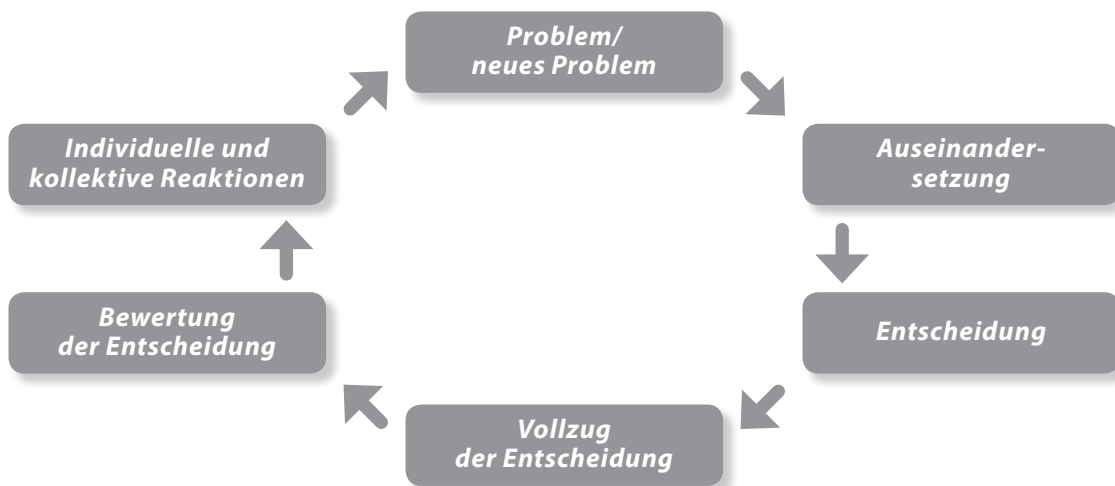 Problem/
neues Problem
Auseinander-
setzung
Entscheidung
Vollzug
der Entscheidung
Bewertung
der Entscheidung
Individuelle und
kollektive Reaktionen